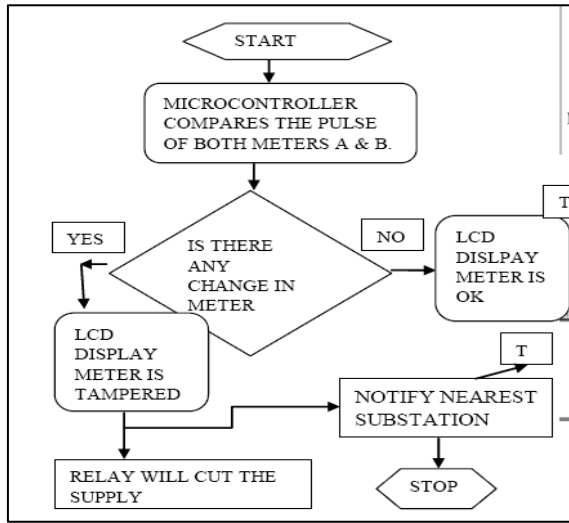 START
MICROCONTROLLER
COMPARES THE PULSE
OF BOTH METERS A & B.
YES
IS THERE
ANY
CHANGE IN
METER
NO
T
LCD
DISLPAY
METER IS
OK
LCD
DISPLAY
METER IS
TAMPERED
T
NOTIFY NEAREST
SUBSTATION
RELAY WILL CUT THE
SUPPLY
STOP